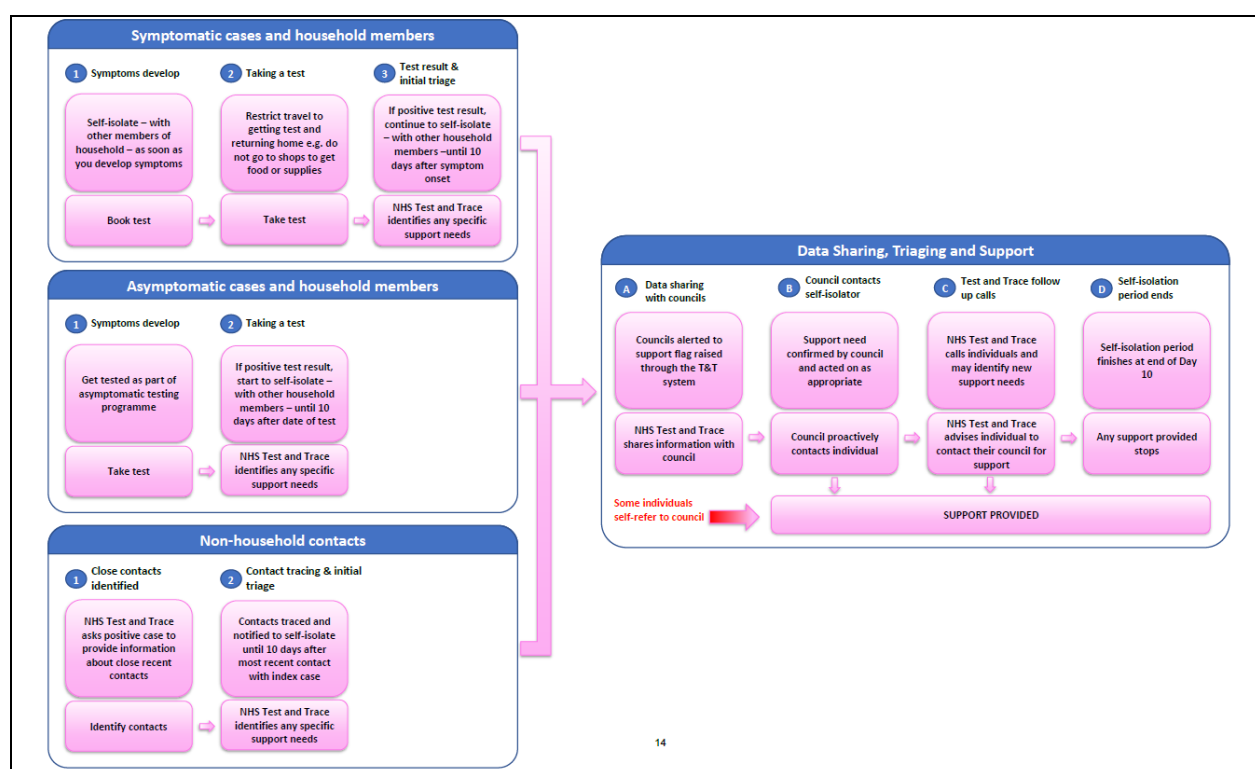 Symptomatic cases and household members
1 Symptoms develop
2 Taking a test
3 Test result &
initial triage
Self-isolate – with
other members of
household – as soon as
you develop symptoms
Restrict travel to
getting test and
returning home e.g. do
not go to shops to get
food or supplies
If positive test result,
continue to self-isolate
– with other household
members –until 10
days after symptom
onset
Book test
Take test
NHS Test and Trace
identifies any specific
support needs
Asymptomatic cases and household members
1 Symptoms develop
2 Taking a test
Get tested as part of
asymptomatic testing
programme
If positive test result,
start to self-isolate –
with other household
members – until 10
days after date of test
Take test
NHS Test and Trace
identifies any specific
support needs
Non-household contacts
1 Close contacts
identified
2 Contact tracing & initial
triage
NHS Test and Trace
asks positive case to
provide information
about close recent
contacts
Contacts traced and
notified to self-isolate
until 10 days after
most recent contact
with index case
Identify contacts
NHS Test and Trace
identifies any specific
support needs
Data Sharing, Triaging and Support
A Data sharing
with councils
B Council contacts
self-isolator
C Test and Trace follow
up calls
D Self-isolation
period ends
Councils alerted to
support flag raised
through the T&T
system
Support need
confirmed by council
and acted on as
appropriate
NHS Test and Trace
calls individuals and
may identify new
support needs
Self-isolation period
finishes at end of Day
10
NHS Test and Trace
shares information with
council
Council proactively
contacts individual
NHS Test and Trace
advises individual to
contact their council for
support
Any support provided
stops
Some individuals
self-refer to council
SUPPORT PROVIDED
14